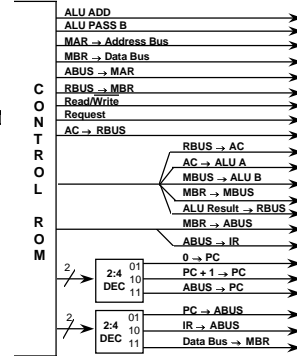 ALU ADD
ALU PASS B
MAR → Address Bus
MBR → Data Bus
ABUS → MAR
RBUS → MBR
Read/Write
Request
AC → RBUS
CONTROL ROM
RBUS → AC
AC → ALU A
MBUS → ALU B
MBR → MBUS
ALU Result → RBUS
MBR → ABUS
ABUS → IR
2
2:4 DEC
01
0 → PC
10
PC + 1 → PC
11
ABUS → PC
2
2:4 DEC
01
PC → ABUS
10
IR → ABUS
11
Data Bus → MBR